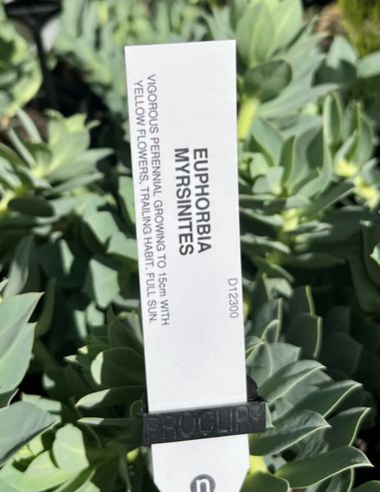 EUPHORBIA
MYRSINITES
VIGOROUS PERENNIAL GROWING TO 15cm WITH
YELLOW FLOWERS, TRAILING HABIT. FULL SUN.
D12300
PROCLIP®